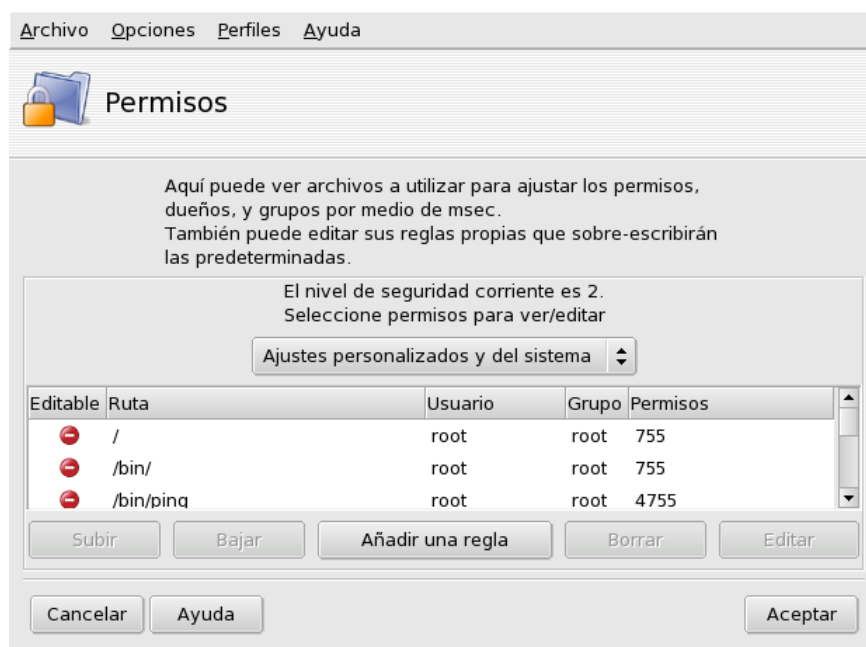 Archivo Opciones Perfiles Ayuda
Permisos
Aquí puede ver archivos a utilizar para ajustar los permisos,
dueños, y grupos por medio de msec.
También puede editar sus reglas propias que sobre-escribirán
las predeterminadas.
El nivel de seguridad corriente es 2.
Seleccione permisos para ver/editar
Ajustes personalizados y del sistema
Editable Ruta Usuario Grupo Permisos
/ root root 755
/bin/ root root 755
/bin/ping root root 4755
Subir Bajar Añadir una regla Borrar Editar
Cancelar Ayuda Aceptar